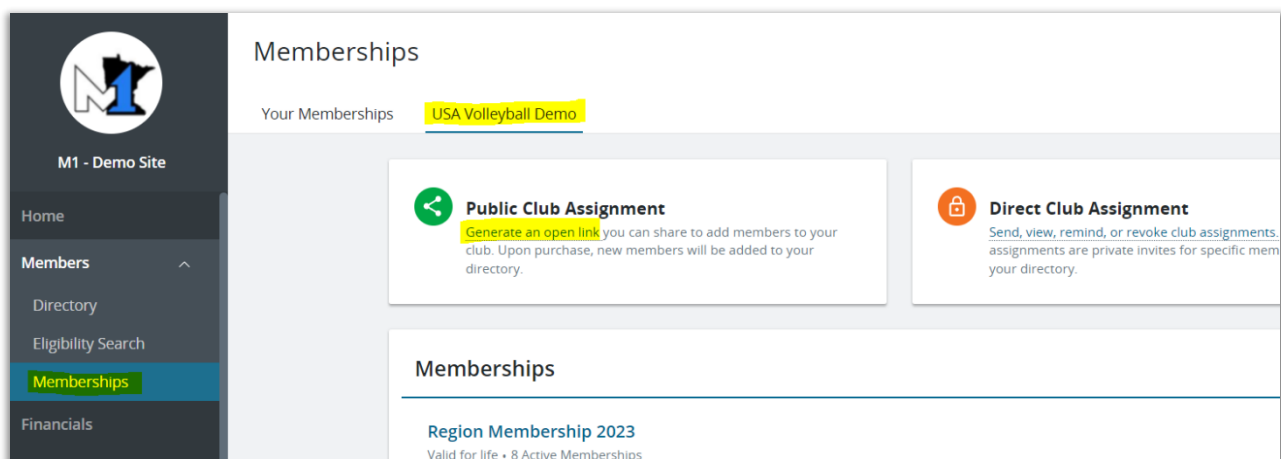 M1
M1 - Demo Site
Home
Members
Directory
Eligibility Search
Memberships
Financials
Memberships
Your Memberships USA Volleyball Demo
Public Club Assignment
Generate an open link you can share to add members to your
club. Upon purchase, new members will be added to your
directory.
Direct Club Assignment
Send, view, remind, or revoke club assignments.
assignments are private invites for specific mem
your directory.
Memberships
Region Membership 2023
Valid for life • 8 Active Memberships